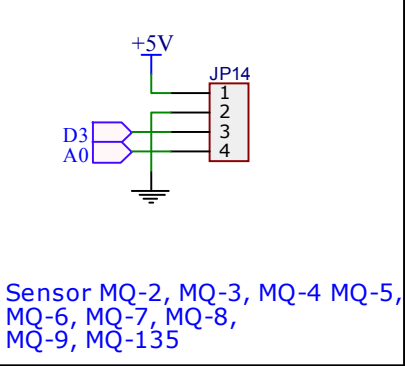 +5V
JP14
1
2
D3 3
A0 4
Sensor MQ-2, MQ-3, MQ-4 MQ-5,
MQ-6, MQ-7, MQ-8,
MQ-9, MQ-135